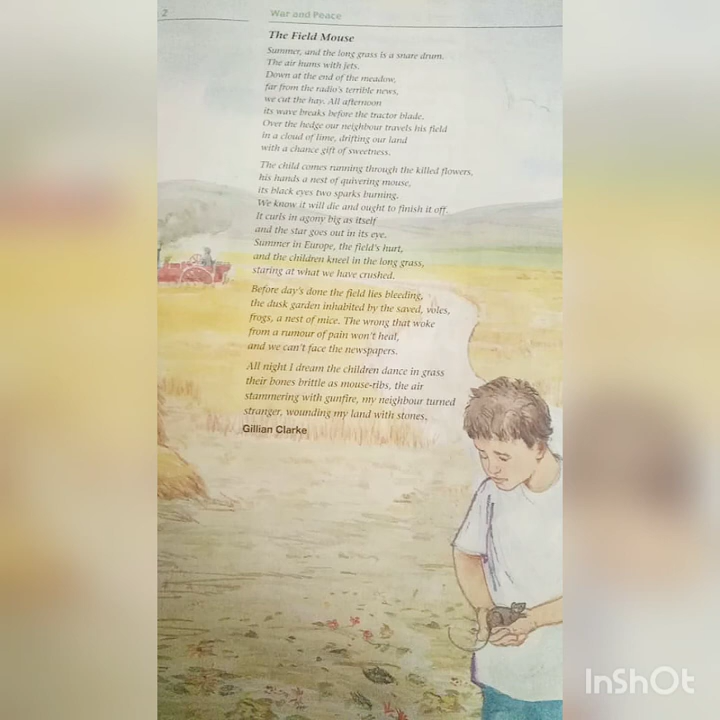 2
War and Peace
The Field Mouse
Summer, and the long grass is a snare drum.
The air hums with jets.
Down at the end of the meadow,
far from the radio's terrible news,
we cut the hay. All afternoon
its wave breaks before the tractor blade.
Over the hedge our neighbour travels his field
in a cloud of lime, drifting our land
with a chance gift of sweetness.
The child comes running through the killed flowers,
his hands a nest of quivering mouse,
its black eyes two sparks burning.
We know it will die and ought to finish it off.
It curls in agony big as itself
and the star goes out in its eye.
Summer in Europe, the field's hurt,
and the children kneel in the long grass,
staring at what we have crushed.
Before day's done the field lies bleeding,
the dusk garden inhabited by the saved, voles,
frogs, a nest of mice. The wrong that woke
from a rumour of pain won't heal,
and we can't face the newspapers.
All night I dream the children dance in grass
their bones brittle as mouse-ribs, the air
stammering with gunfire, my neighbour turned
stranger, wounding my land with stones.
Gillian Clarke
InShOt